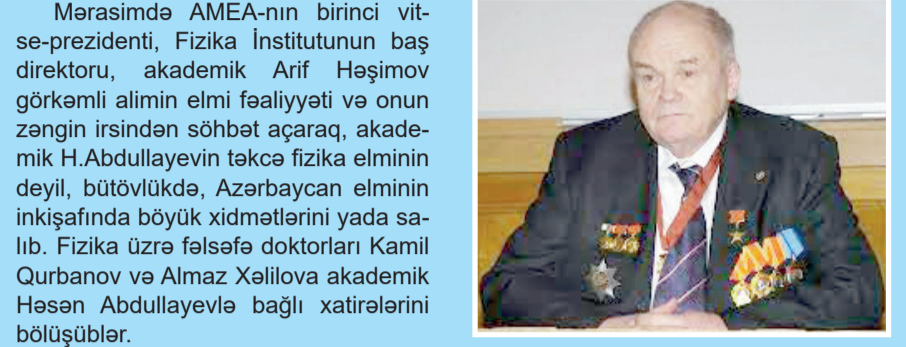 Mərasimdə AMEA-nın birinci vit-
se-prezidenti, Fizika İnstitutunun baş
direktoru, akademik Arif Həşimov
görkəmli alimin elmi fəaliyyəti və onun
zəngin irsindən söhbət açaraq, akade-
mik H.Abdullayevin təkcə fizika elminin
deyil, bütövlükdə, Azərbaycan elminin
inkişafında böyük xidmətlərini yada sa-
lıb. Fizika üzrə fəlsəfə doktorları Kamil
Qurbanov və Almaz Xəlilova akademik
Həsən Abdullayevlə bağlı xatirələrini
bölüşüblər.